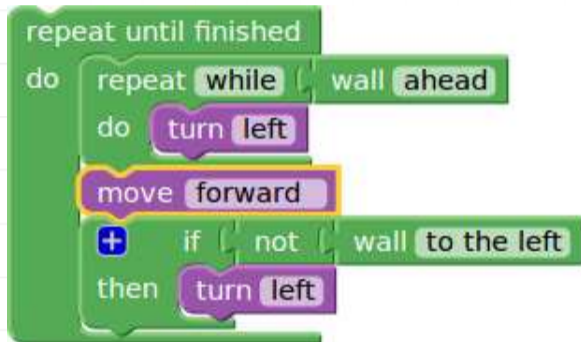 repeat until finished
do repeat while wall ahead
do turn left
move forward
+ if not wall to the left
then turn left